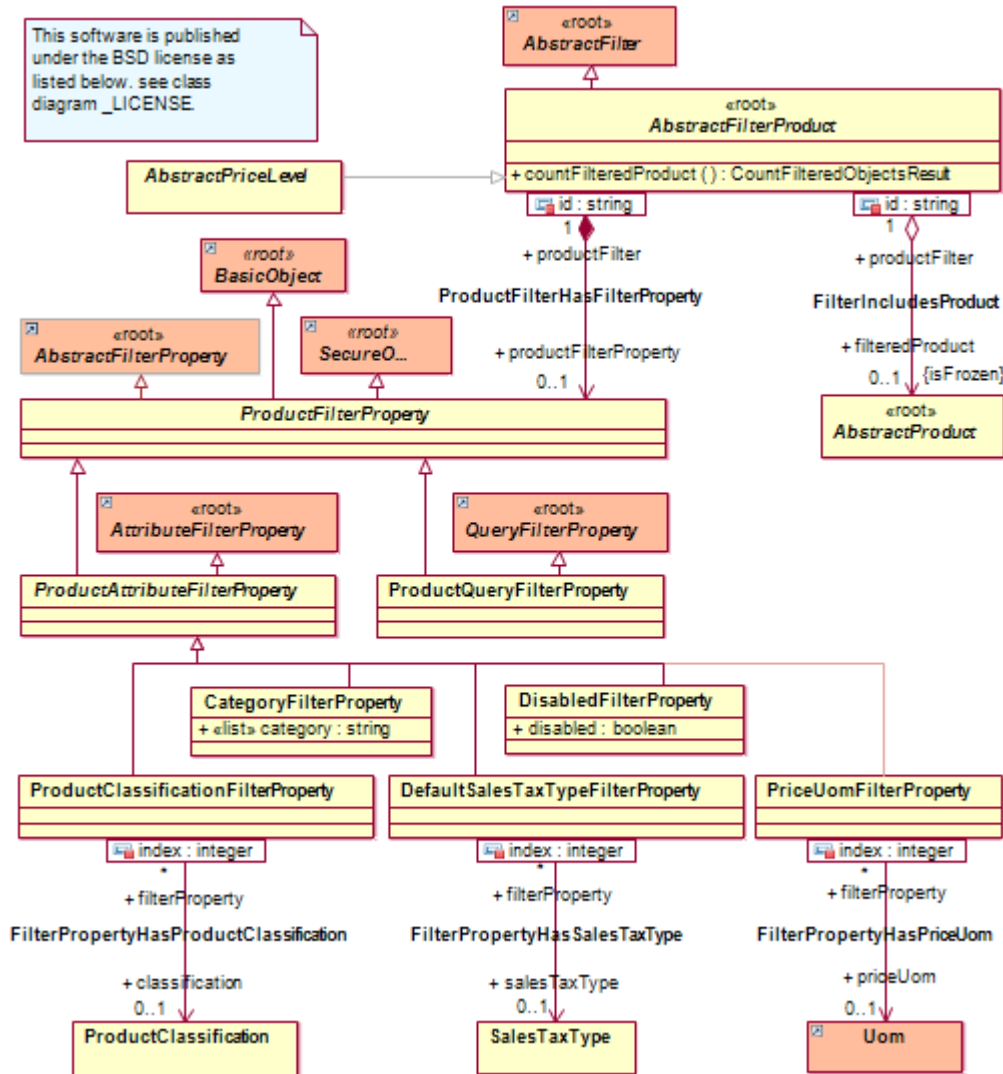 This software is published
under the BSD license as
listed below. see class
diagram _LICENSE.
«root»
AbstractFilter
«root»
AbstractFilterProduct
+ countFilteredProduct ( ) : CountFilteredObjectsResult
AbstractPriceLevel
id : string
id : string
1
1
+ productFilter
+ productFilter
«root»
BasicObject
ProductFilterHasFilterProperty
FilterIncludesProduct
«root»
AbstractFilterProperty
«root»
SecureO...
+ productFilterProperty
+ filteredProduct
0..1
0..1
{isFrozen}
ProductFilterProperty
«root»
AbstractProduct
«root»
AttributeFilterProperty
«root»
QueryFilterProperty
ProductAttributeFilterProperty
ProductQueryFilterProperty
CategoryFilterProperty
+ «list» category : string
DisabledFilterProperty
+ disabled : boolean
ProductClassificationFilterProperty
DefaultSalesTaxTypeFilterProperty
PriceUomFilterProperty
index : integer
index : integer
index : integer
*
*
*
+ filterProperty
+ filterProperty
+ filterProperty
FilterPropertyHasProductClassification
FilterPropertyHasSalesTaxType
FilterPropertyHasPriceUom
+ classification
+ salesTaxType
+ priceUom
0..1
0..1
0..1
ProductClassification
SalesTaxType
Uom